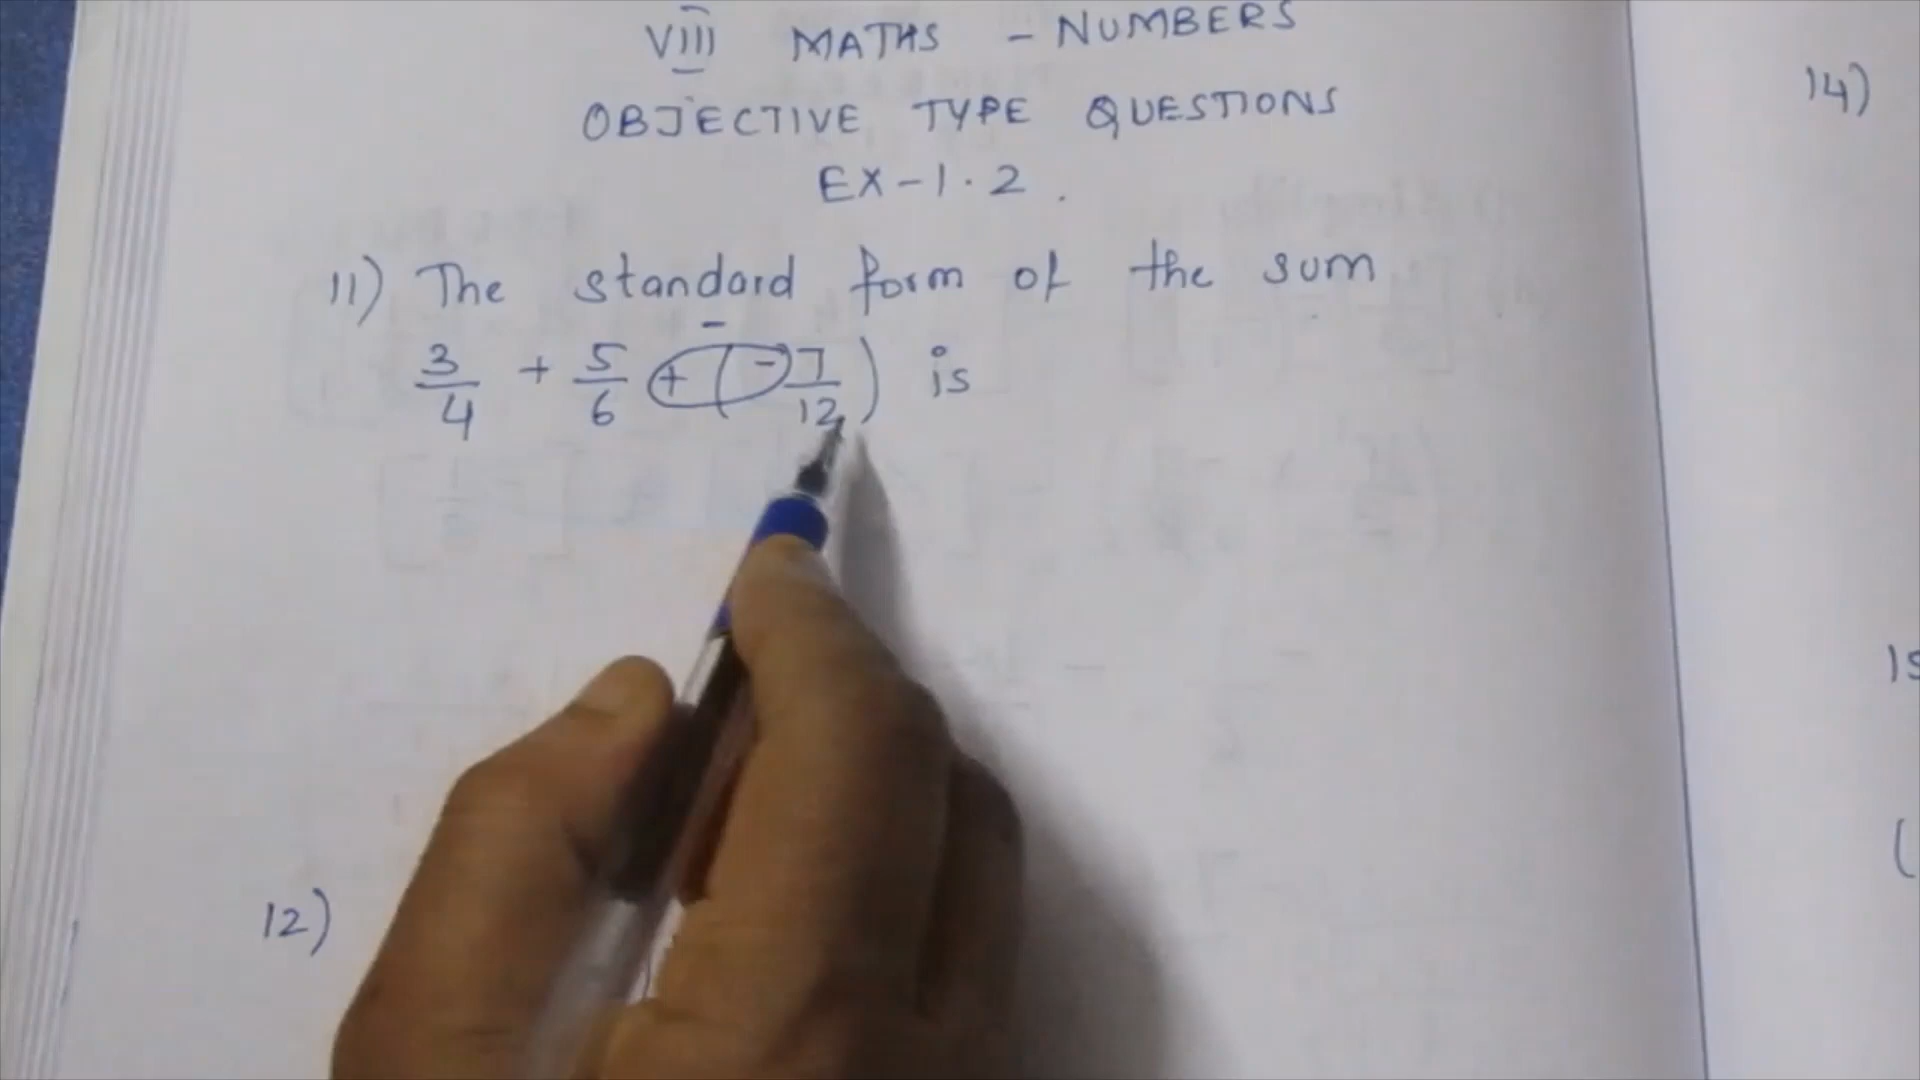 VIII MATHS - NUMBERS
OBJECTIVE TYPE QUESTIONS
EX-1.2.
11) The standard form of the sum
-
3/4 + 5/6 + (-7/12) is
12)
14)
15
(